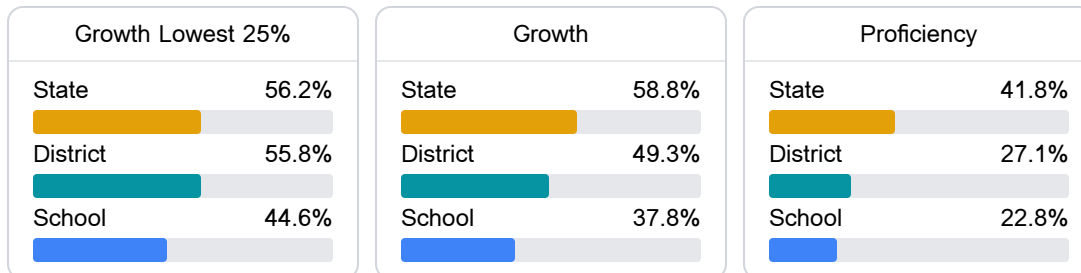 Growth Lowest 25%
State 56.2%
District 55.8%
School 44.6%
Growth
State 58.8%
District 49.3%
School 37.8%
Proficiency
State 41.8%
District 27.1%
School 22.8%